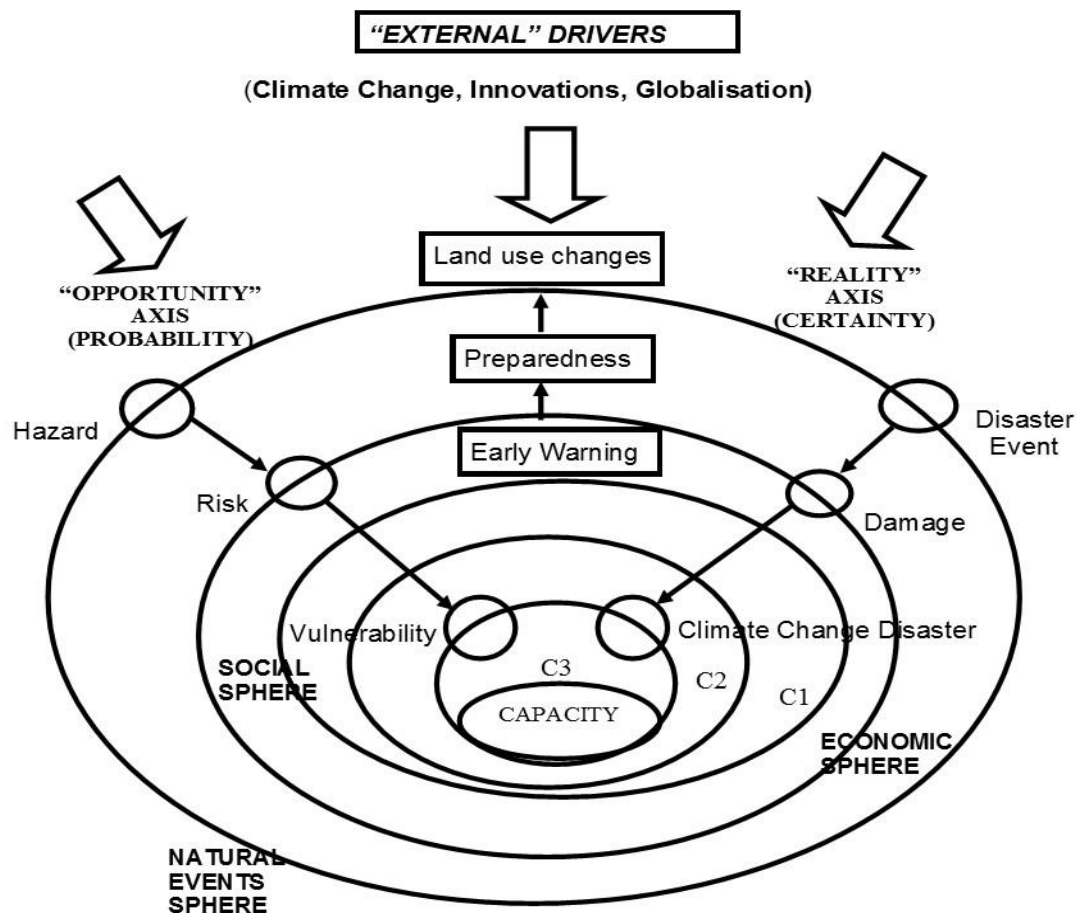 “EXTERNAL” DRIVERS
(Climate Change, Innovations, Globalisation)
Land use changes
“OPPORTUNITY”
AXIS
(PROBABILITY)
“REALITY”
AXIS
(CERTAINTY)
Preparedness
Hazard
Disaster
Event
Early Warning
Risk
Damage
Vulnerability
Climate Change Disaster
SOCIAL
SPHERE
C3
C2
C1
CAPACITY
ECONOMIC
SPHERE
NATURAL
EVENTS
SPHERE